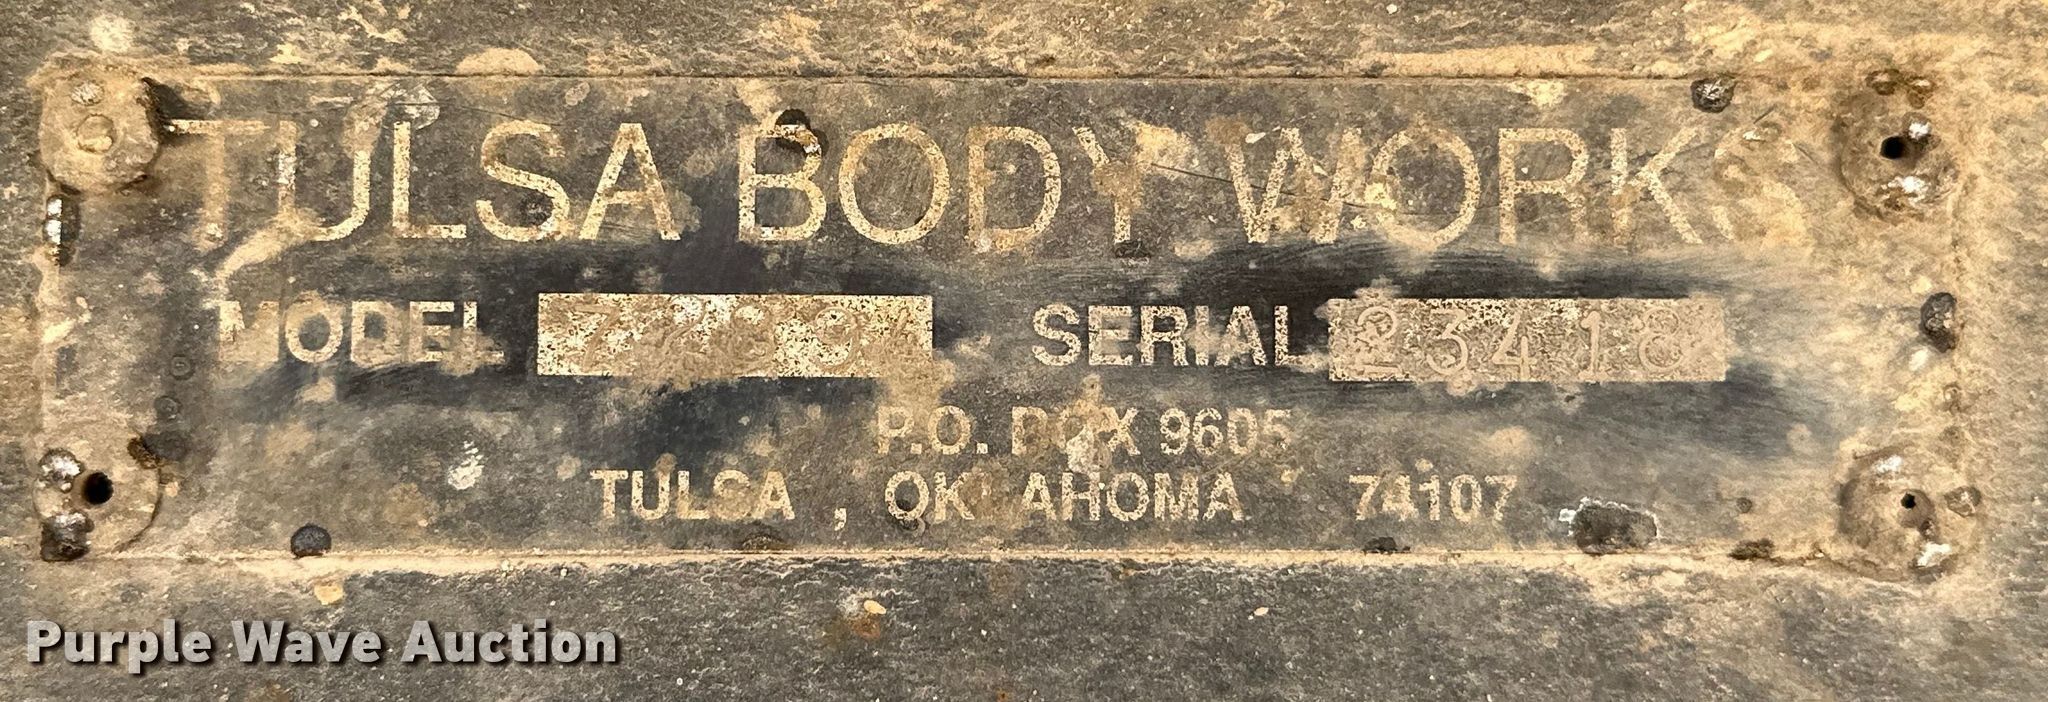 TULSA BODY WORKS
MODEL SERIAL 23418
P.O. BOX 9605
TULSA, OKLAHOMA 74107
Purple Wave Auction